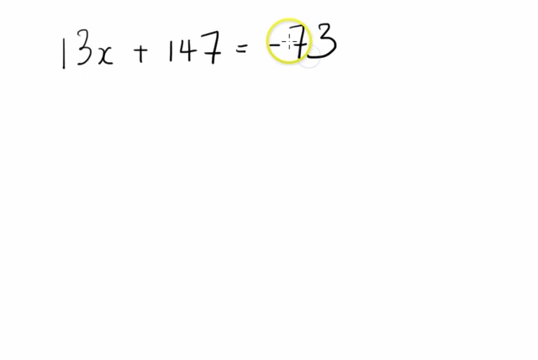 13x + 147 = -73